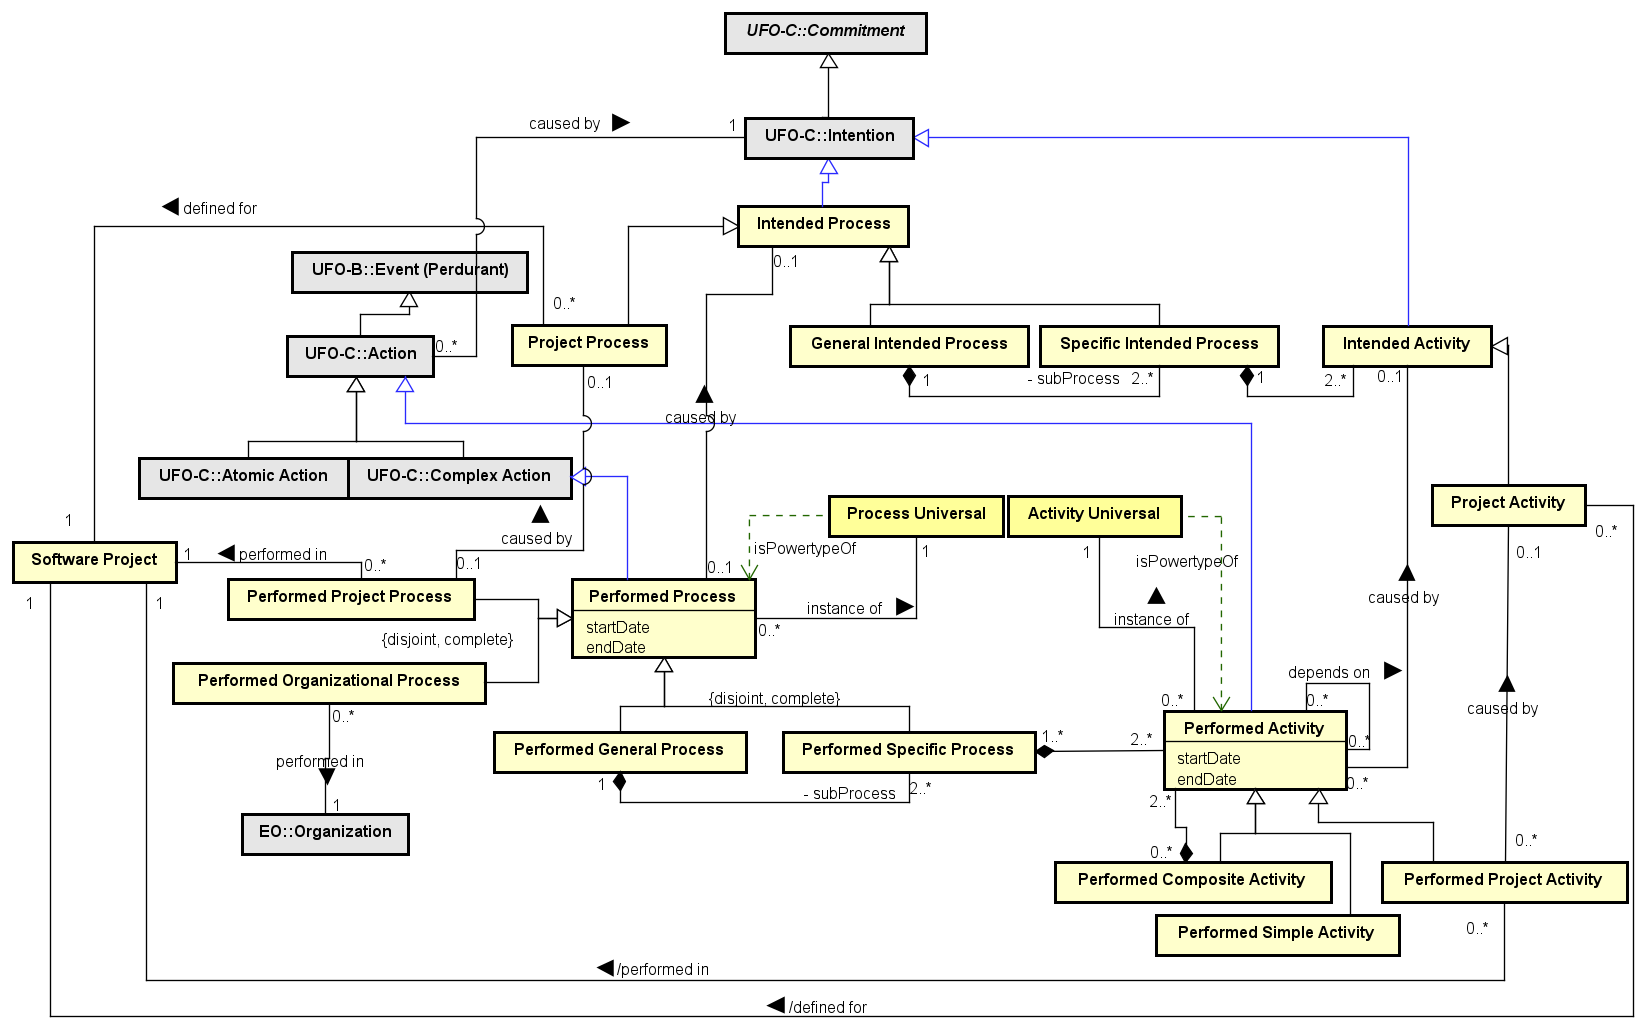 UFO-C::Commitment
caused by
1
UFO-C::Intention
defined for
Intended Process
0..1
UFO-B::Event (Perdurant)
0..*
UFO-C::Action
0..*
Project Process
General Intended Process
Specific Intended Process
Intended Activity
0..1
1
- subProcess
2..*
1
2..*
0..1
caused by
UFO-C::Atomic Action
UFO-C::Complex Action
Project Activity
1
caused by
Process Universal
Activity Universal
0..*
Software Project
1
performed in
0..*
0..1
0..1
isPowertypeOf
1
1
isPowertypeOf
0..1
1
1
Performed Project Process
Performed Process
startDate
endDate
instance of
0..*
instance of
caused by
{disjoint, complete}
Performed Organizational Process
0..*
{disjoint, complete}
depends on
0..*
0..*
caused by
Performed General Process
Performed Specific Process
1..*
2..*
Performed Activity
startDate
endDate
0..*
0..*
performed in
1
1
- subProcess
2..*
2..*
EO::Organization
0..*
0..*
Performed Composite Activity
Performed Project Activity
Performed Simple Activity
0..*
/performed in
/defined for